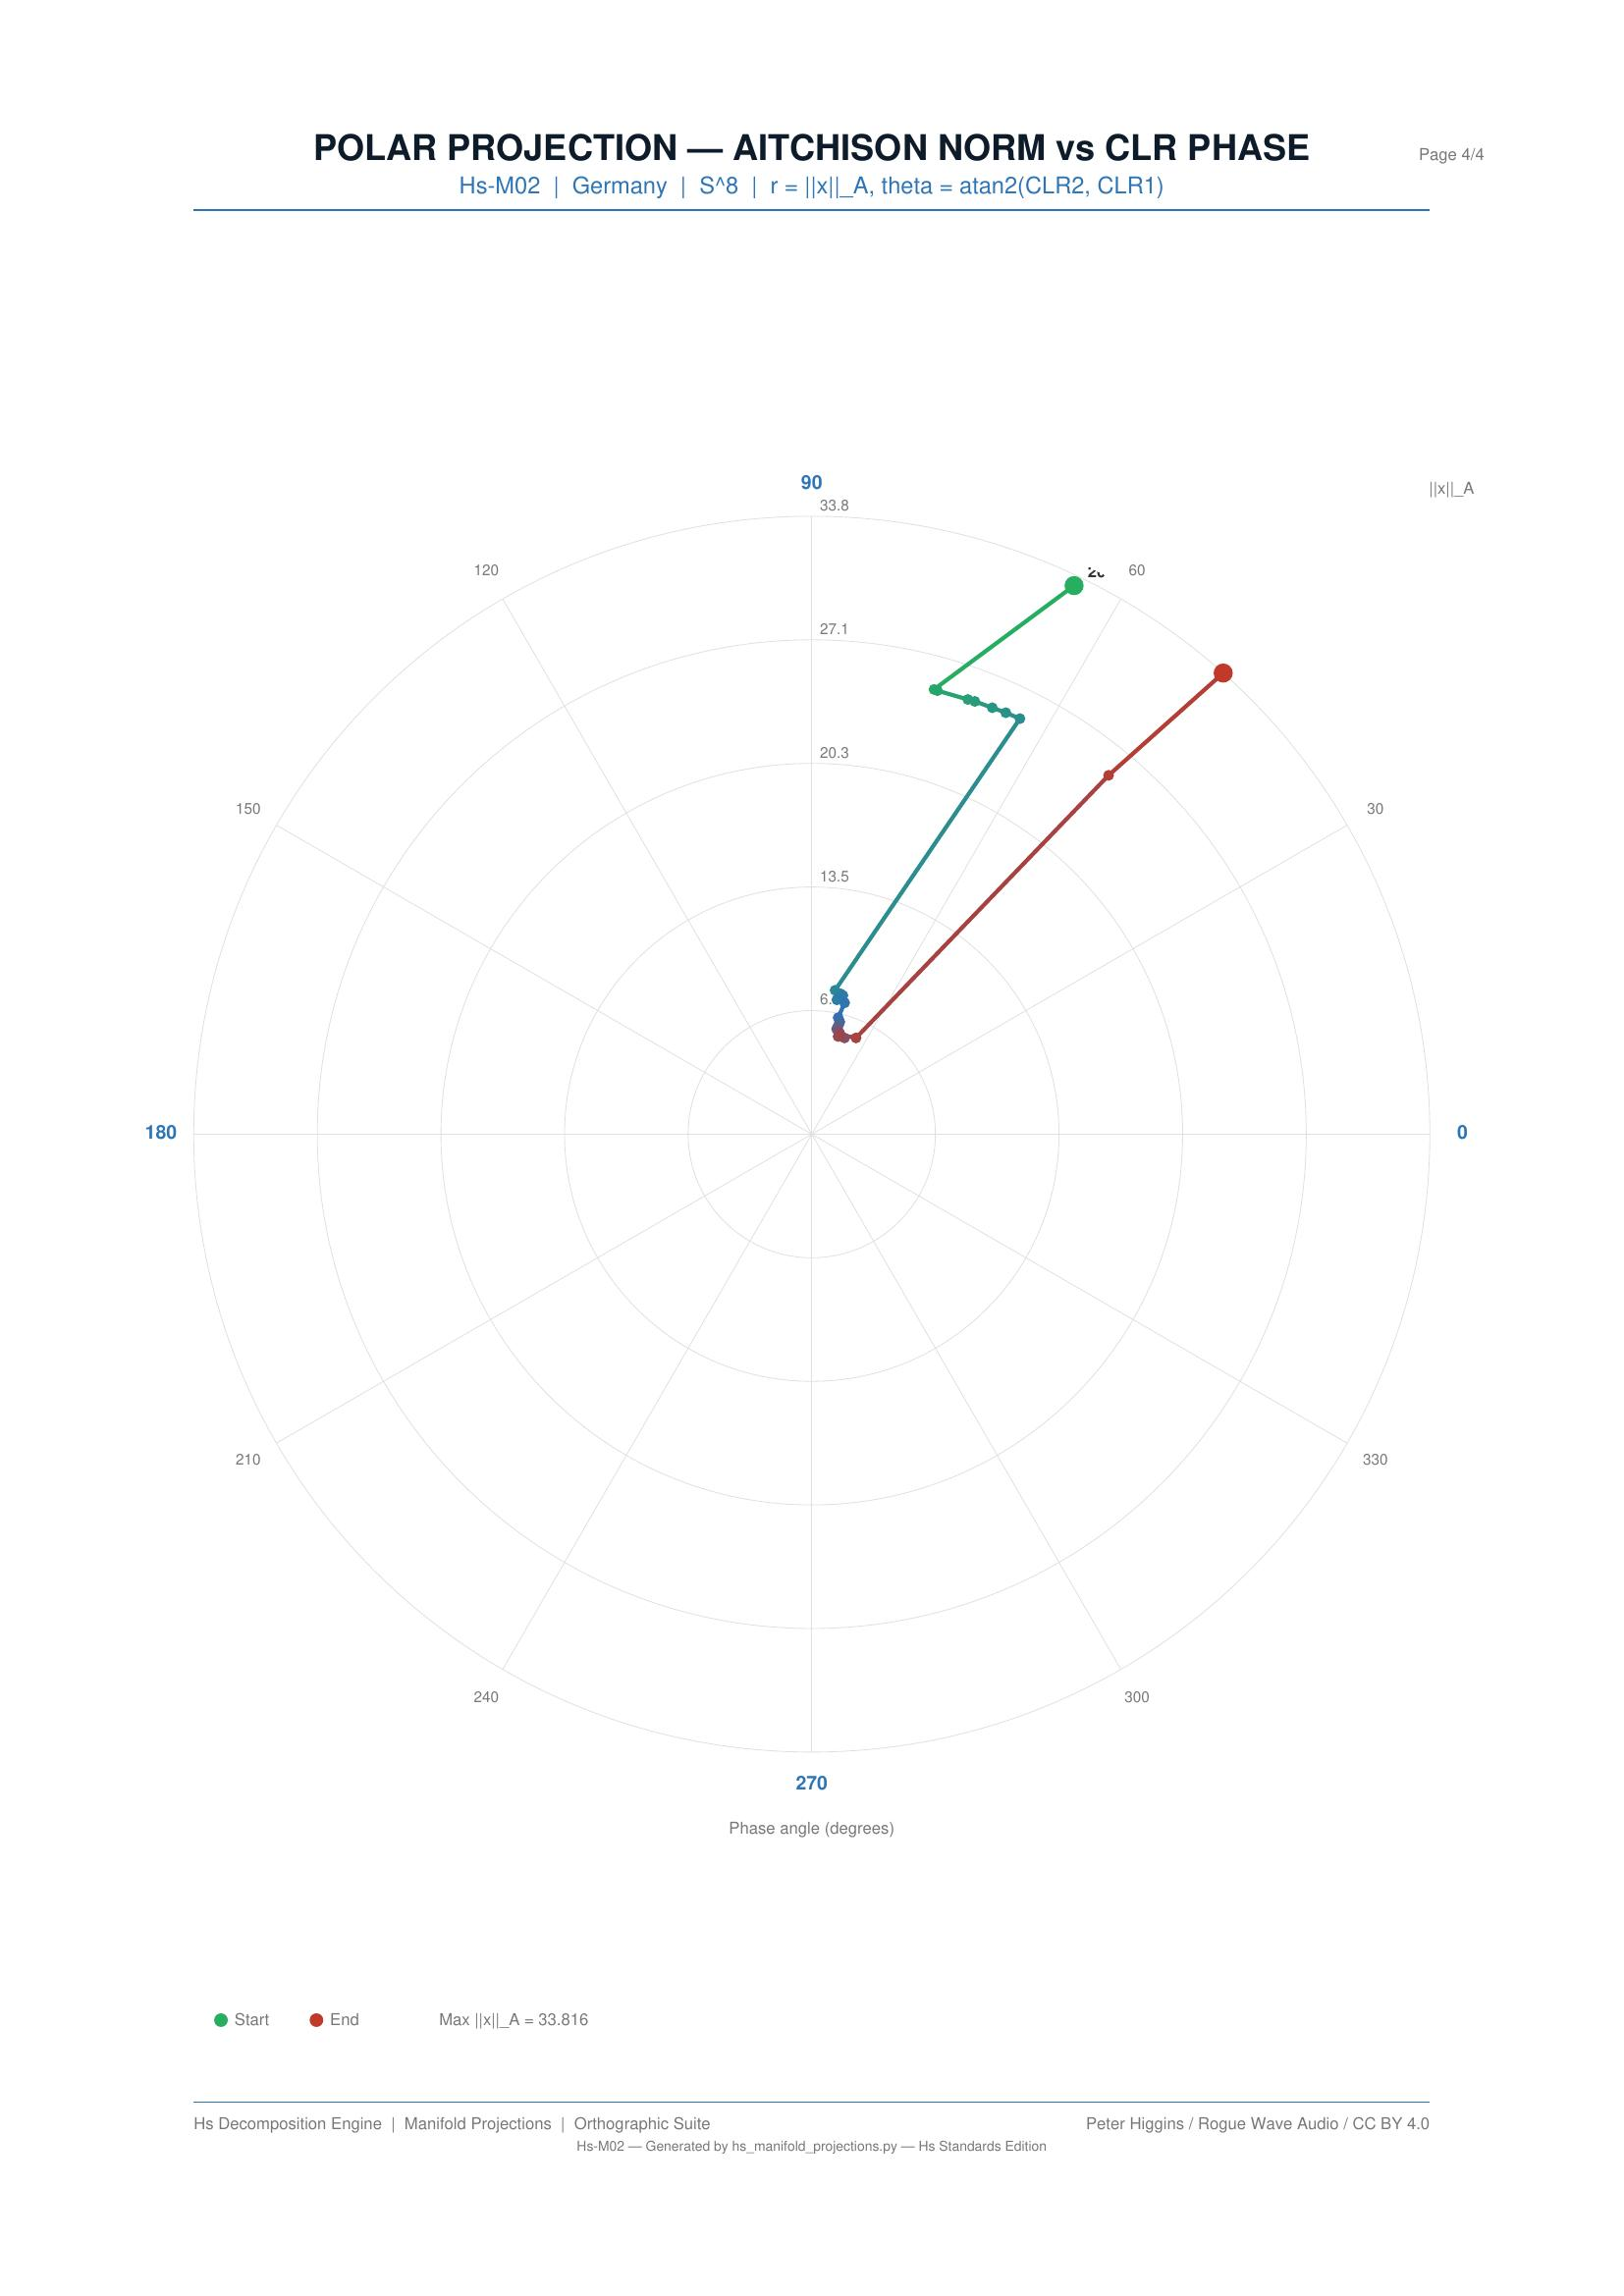 POLAR PROJECTION — AITCHISON NORM vs CLR PHASE
Page 4/4
Hs-M02 | Germany | S^8 | r = ||x||_A, theta = atan2(CLR2, CLR1)
90
||x||_A
33.8
120
60
27.1
20.3
150
30
13.5
180
0
210
330
240
300
270
Phase angle (degrees)
Start
End
Max ||x||_A = 33.816
Hs Decomposition Engine | Manifold Projections | Orthographic Suite
Peter Higgins / Rogue Wave Audio / CC BY 4.0
Hs-M02 — Generated by hs_manifold_projections.py — Hs Standards Edition